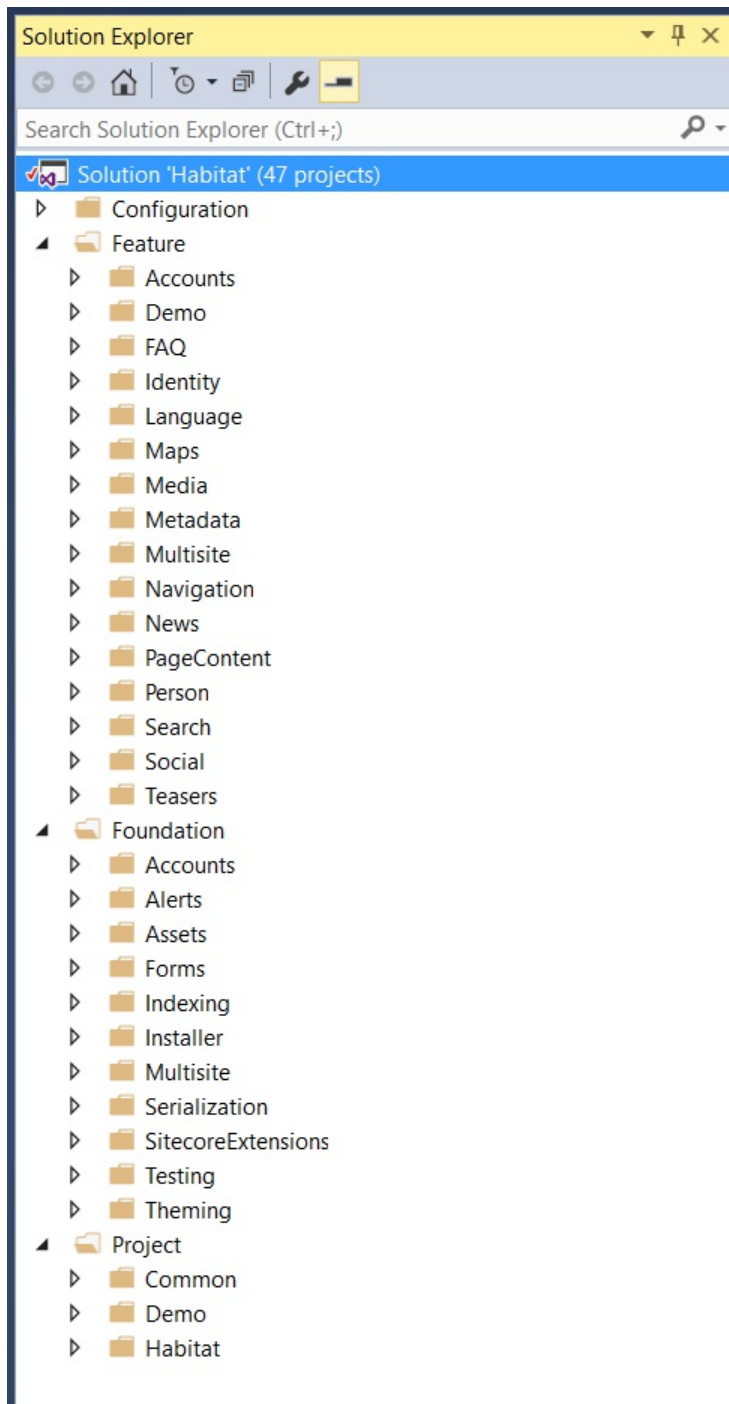 Solution Explorer
Search Solution Explorer (Ctrl+;)
Solution 'Habitat' (47 projects)
Configuration
Feature
Accounts
Demo
FAQ
Identity
Language
Maps
Media
Metadata
Multisite
Navigation
News
PageContent
Person
Search
Social
Teasers
Foundation
Accounts
Alerts
Assets
Forms
Indexing
Installer
Multisite
Serialization
SitecoreExtensions
Testing
Theming
Project
Common
Demo
Habitat